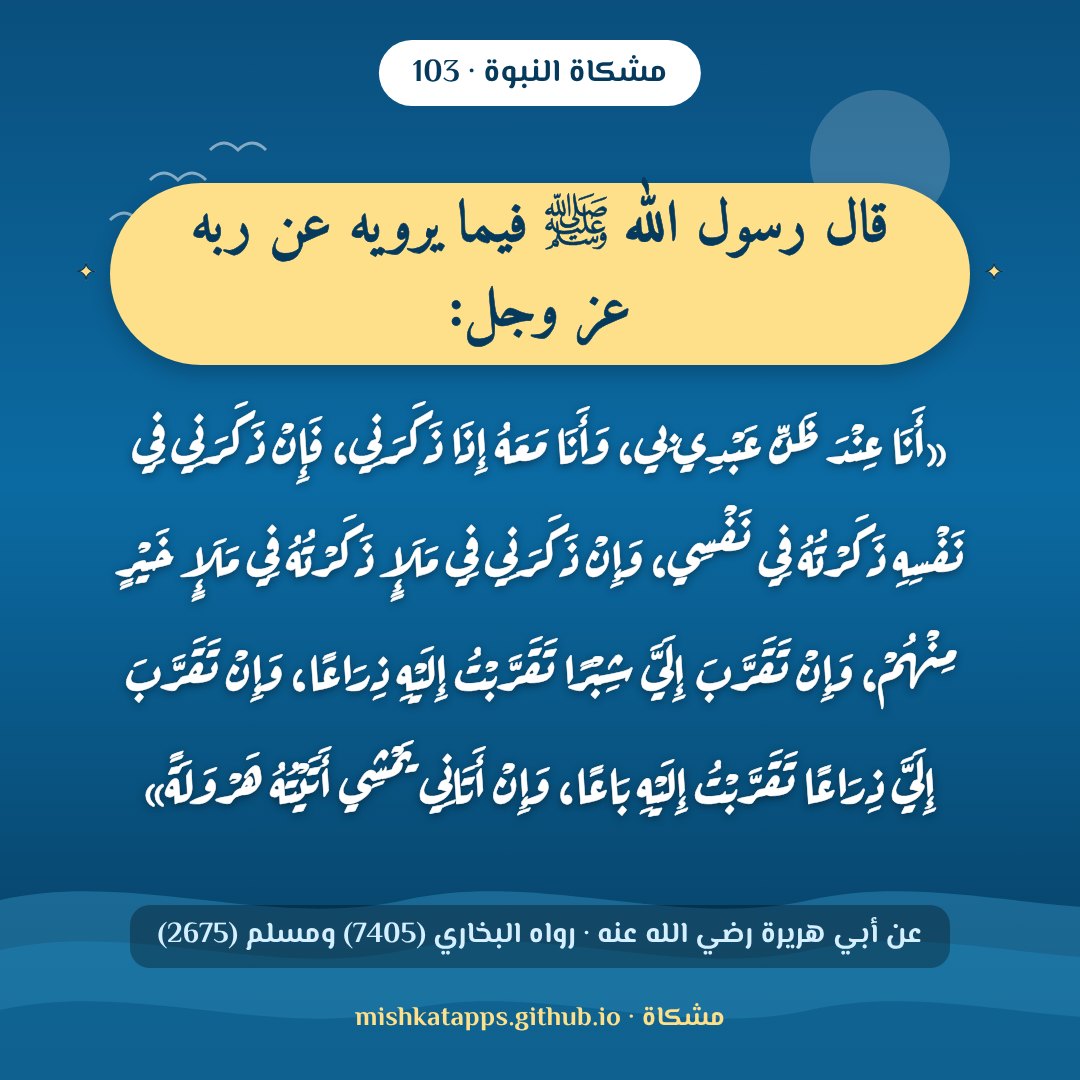 مشكاة النبوة · 103
قال رسول الله ﷺ فيما يرويه عن ربه
عز وجل:
«أَنَا عِنْدَ ظَنِّ عَبْدِي بِي، وَأَنَا مَعَهُ إِذَا ذَكَرَنِي، فَإِنْ ذَكَرَنِي فِي
نَفْسِهِ ذَكَرْتُهُ فِي نَفْسِي، وَإِنْ ذَكَرَنِي فِي مَلَإٍ ذَكَرْتُهُ فِي مَلَإٍ خَيْرٍ
مِنْهُمْ، وَإِنْ تَقَرَّبَ إِلَيَّ شِبْرًا تَقَرَّبْتُ إِلَيْهِ ذِرَاعًا، وَإِنْ تَقَرَّبَ
إِلَيَّ ذِرَاعًا تَقَرَّبْتُ إِلَيْهِ بَاعًا، وَإِنْ أَتَانِي يَمْشِي أَتَيْتُهُ هَرْوَلَةً»
عن أبي هريرة رضي الله عنه · رواه البخاري (7405) ومسلم (2675)
مشكاة · mishkatapps.github.io